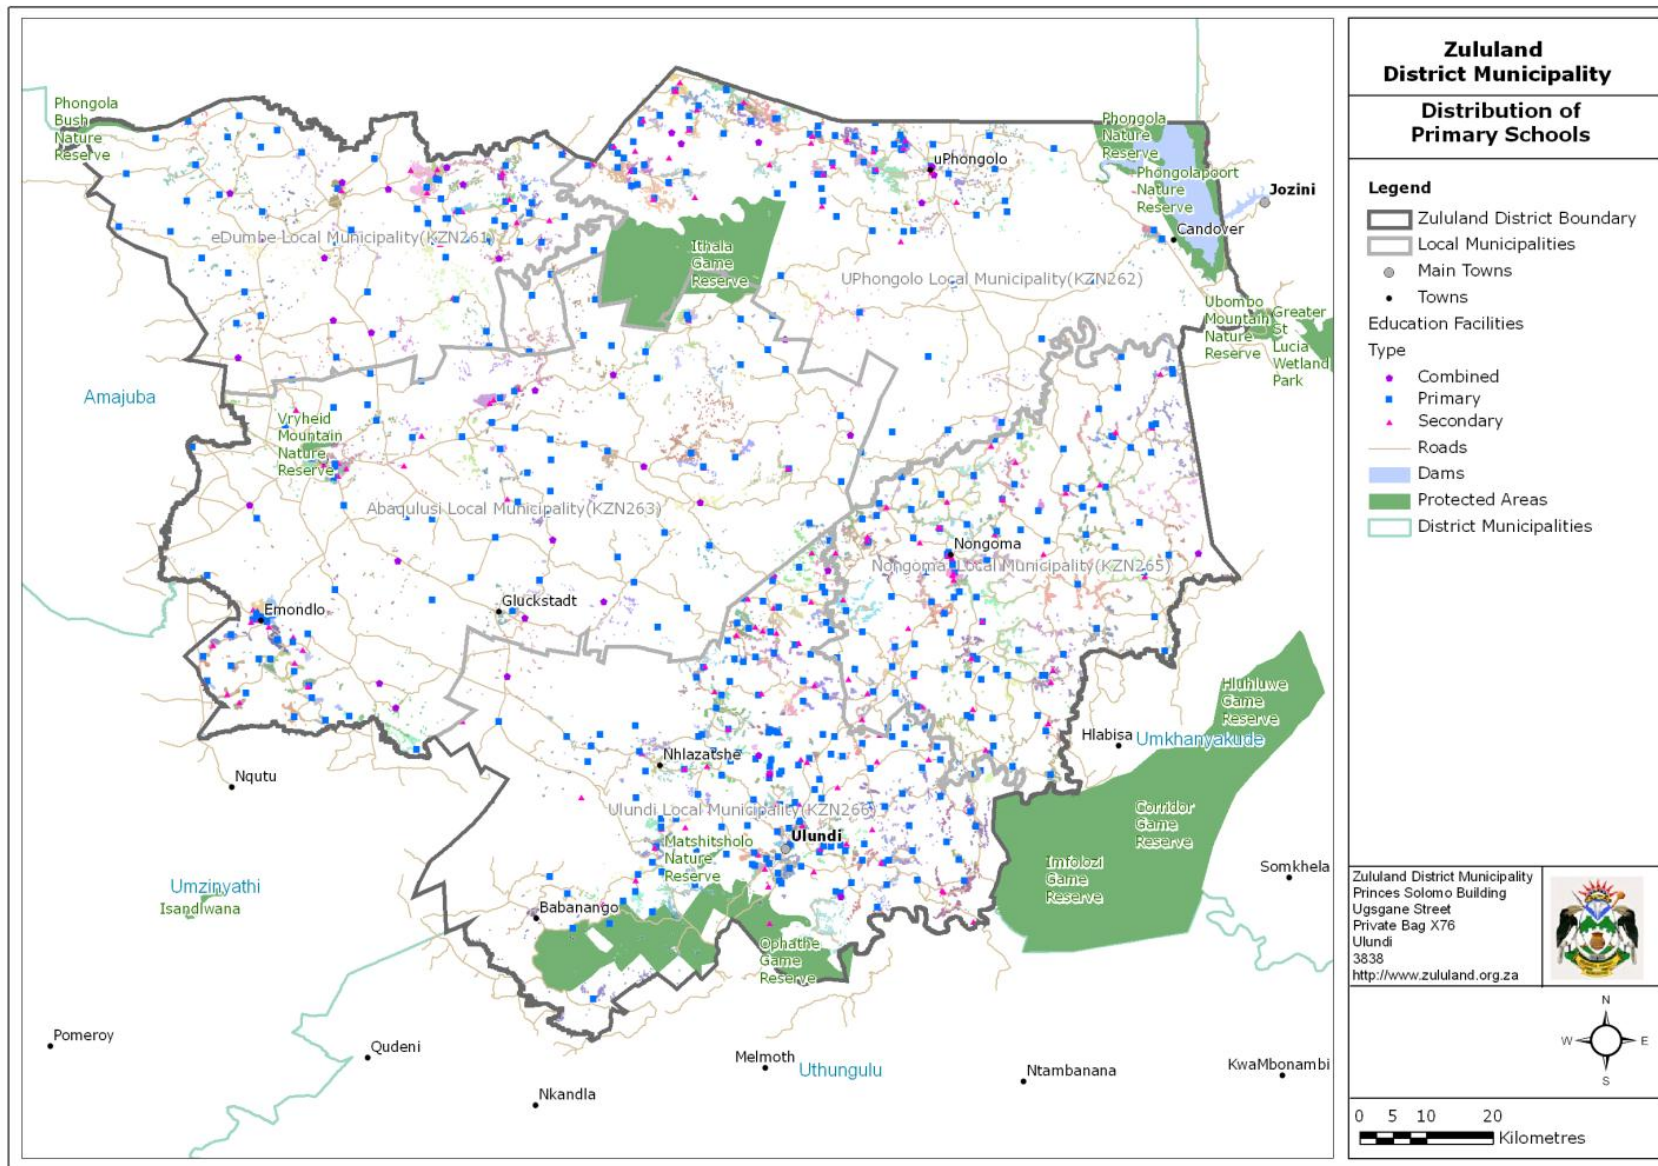 Zululand
District Municipality
Distribution of
Primary Schools
Legend
Zululand District Boundary
Local Municipalities
Main Towns
Towns
Education Facilities
Type
Combined
Primary
Secondary
Roads
Dams
Protected Areas
District Municipalities
Zululand District Municipality
Princes Solomo Building
Ugsgane Street
Private Bag X76
Ulundi
3838
http://www.zululand.org.za
N
W
E
S
0 5 10 20
Kilometres
Phongola
Bush
Nature
Reserve
Phongola
Nature
Reserve
uPhongolo
Phongolapoort
Nature
Reserve
Jozini
Candover
eDumbe Local Municipality(KZN261)
Ithala
Game
Reserve
UPhongolo Local Municipality(KZN262)
Ubombo
Mountain
Nature
Reserve
Greater
St
Lucia
Wetland
Park
Amajuba
Vryheid
Mountain
Nature
Reserve
Abaqulusi Local Municipality(KZN263)
Nongoma
Nongoma Local Municipality(KZN265)
Emondlo
Gluckstadt
Hluhluwe
Game
Reserve
Hlabisa
Umkhanyakude
Nhlazatshe
Nqutu
Ulundi Local Municipality(KZN266)
Corridor
Game
Reserve
Ulundi
Matshitsholo
Nature
Reserve
Imfolozi
Game
Reserve
Somkhela
Umzinyathi
Isandlwana
Babanango
Ophathe
Game
Reserve
Pomeroy
Qudeni
Melmoth
Uthungulu
Ntambanana
KwaMbonambi
Nkandla